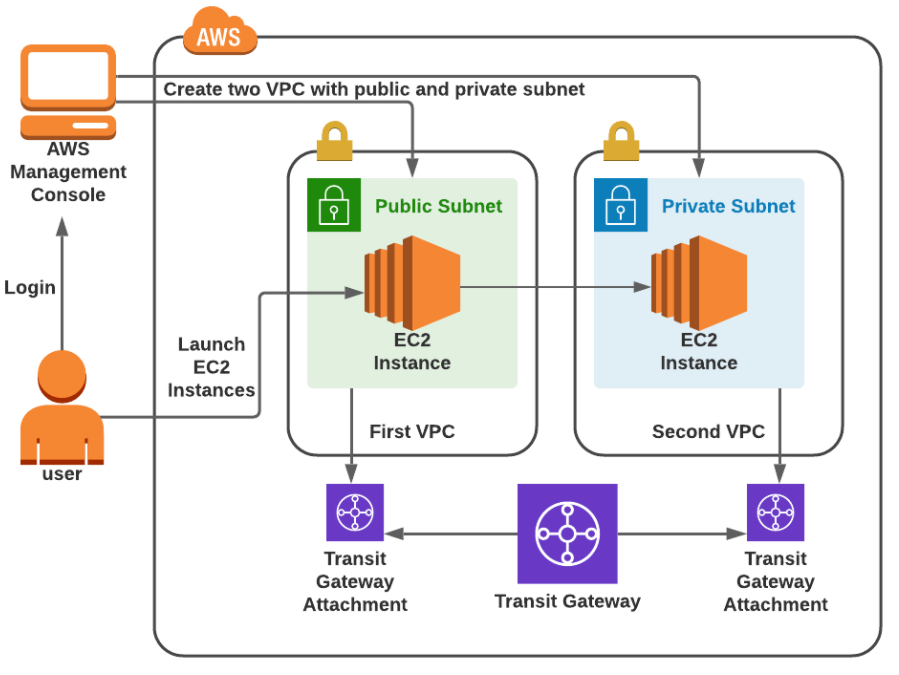 AWS
Create two VPC with public and private subnet
AWS
Management
Console
Public Subnet
Private Subnet
Login
EC2
Instance
EC2
Instance
Launch
EC2
Instances
First VPC
Second VPC
user
Transit
Gateway
Attachment
Transit Gateway
Transit
Gateway
Attachment